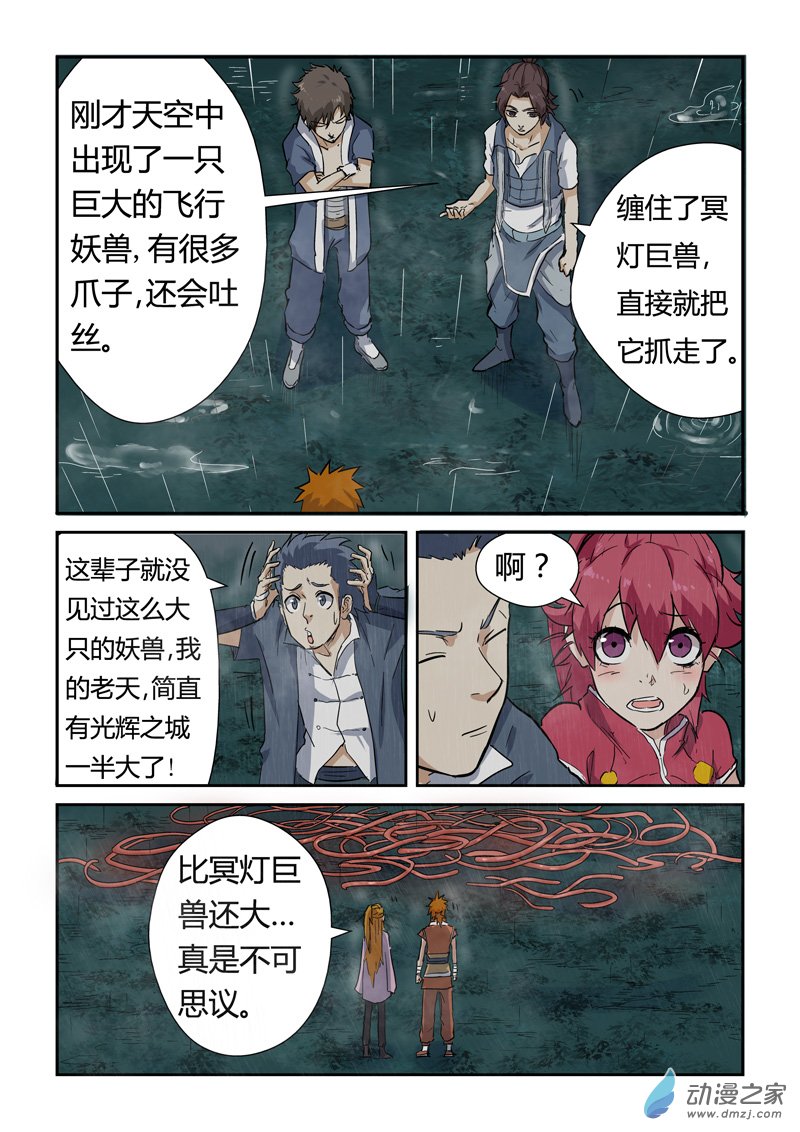 刚才天空中
出现了一只
巨大的飞行
妖兽，有很多
爪子，还会吐
丝。
缠住了冥
灯巨兽，
直接就把
它抓走了。
这辈子就没
见过这么大
只的妖兽，我
的老天，简直
有光辉之城
一半大了！
啊？
比冥灯巨
兽还大…
真是不可
思议。
动漫之家
www.dmzj.com